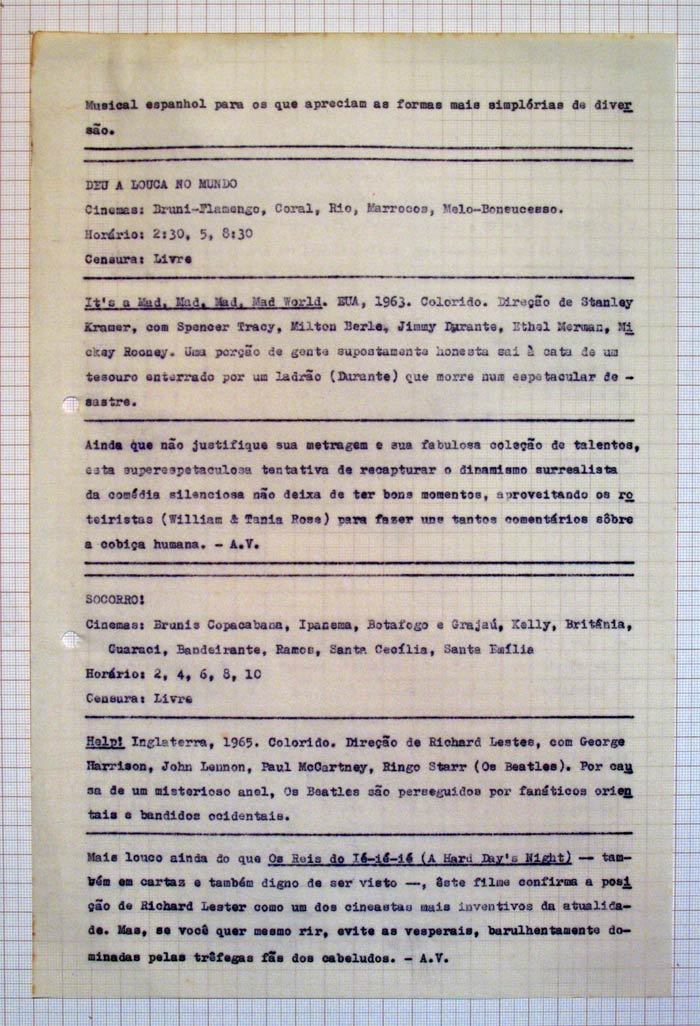 Musical espanhol para os que apreciam as formas mais simplórias de diver
são.
DEU A LOUCA NO MUNDO
Cinemas: Bruni-Flamengo, Coral, Rio, Marrocos, Melo-Bonsucesso.
Horário: 2:30, 5, 8:30
Censura: Livre
It's a Mad, Mad, Mad, Mad World. EUA, 1963. Colorido. Direção de Stanley
Kramer, com Spencer Tracy, Milton Berle, Jimmy Durante, Ethel Merman, Mi
ckey Rooney. Uma porção de gente supostamente honesta sai à cata de um
tesouro enterrado por um ladrão (Durante) que morre num espetacular de -
sastre.
Ainda que não justifique sua metragem e sua fabulosa coleção de talentos,
esta superespetaculosa tentativa de recapturar o dinamismo surrealista
da comédia silenciosa não deixa de ter bons momentos, aproveitando os ro
teiristas (William & Tania Rose) para fazer uns tantos comentários sôbre
a cobiça humana. - A.V.
SOCORRO!
Cinemas: Brunis Copacabana, Ipanema, Botafogo e Grajaú, Kelly, Britânia,
Guaraci, Bandeirante, Ramos, Santa Cecília, Santa Emília
Horário: 2, 4, 6, 8, 10
Censura: Livre
Help! Inglaterra, 1965. Colorido. Direção de Richard Lestes, com George
Harrison, John Lennon, Paul McCartney, Ringo Starr (Os Beatles). Por cau
sa de um misterioso anel, Os Beatles são perseguidos por fanáticos orien
tais e bandidos ocidentais.
Mais louco ainda do que Os Reis do Ié-ié-ié (A Hard Day's Night) — tam-
bém em cartaz e também digno de ser visto —, êste filme confirma a posi
ção de Richard Lester como um dos cineastas mais inventivos da atualida-
de. Mas, se você quer mesmo rir, evite as vesperais, barulhentamente do-
minadas pelas trêfegas fãs dos cabeludos. - A.V.